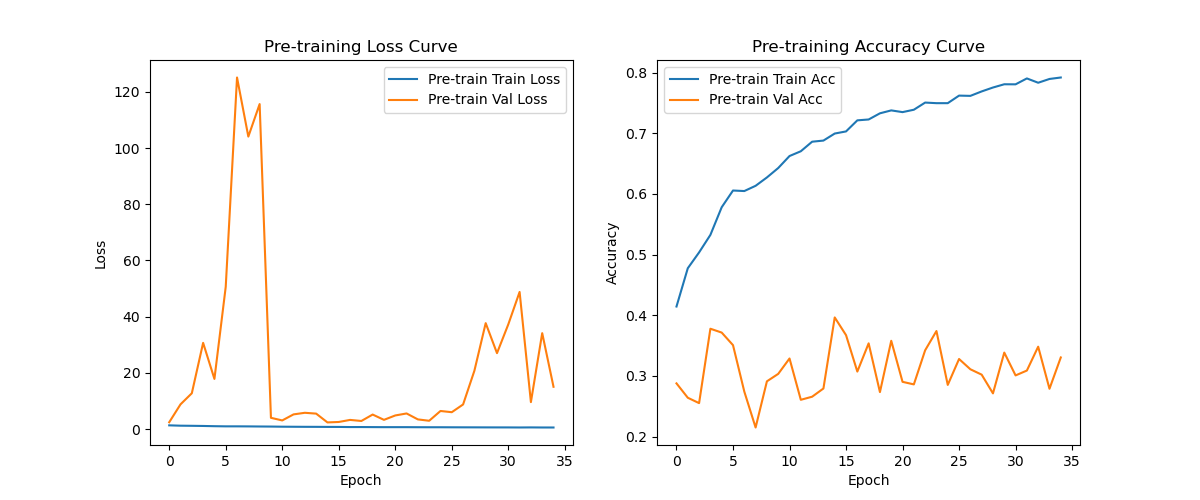 Pre-training Loss Curve
Pre-train Train Loss
Pre-train Val Loss
120
100
80
60
40
20
0
Loss
0 5 10 15 20 25 30 35
Epoch
Pre-training Accuracy Curve
Pre-train Train Acc
Pre-train Val Acc
0.8
0.7
0.6
0.5
0.4
0.3
0.2
Accuracy
0 5 10 15 20 25 30 35
Epoch